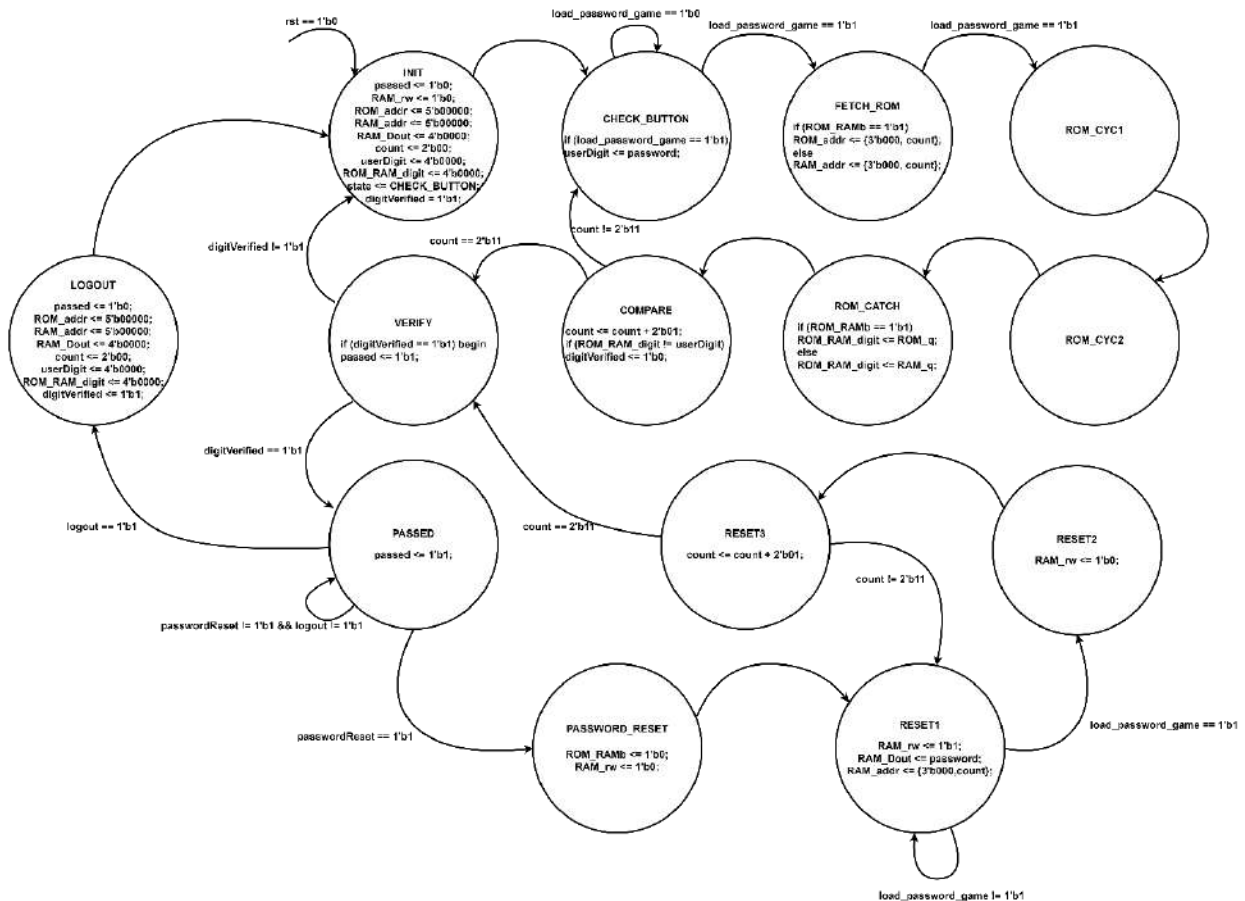 rst == 1'b0
load_password_game == 1'b0
load_password_game == 1'b1
load_password_game == 1'b1
INIT
passed <= 1'b0;
RAM_rw <= 1'b0;
ROM_addr <= 5'b00000;
RAM_addr <= 5'b00000;
RAM_Dout <= 4'b0000;
count <= 2'b00;
userDigit <= 4'b0000;
ROM_RAM_digit <= 4'b0000;
state <= CHECK_BUTTON;
digitVerified = 1'b1;
CHECK_BUTTON
if (load_password_game == 1'b1)
userDigit <= password;
FETCH_ROM
if (ROM_RAMb == 1'b1)
ROM_addr <= {3'b000, count};
else
RAM_addr <= {3'b000, count};
ROM_CYC1
digitVerified != 1'b1
count == 2'b11
count != 2'b11
LOGOUT
passed <= 1'b0;
ROM_addr <= 5'b00000;
RAM_addr <= 5'b00000;
RAM_Dout <= 4'b0000;
count <= 2'b00;
userDigit <= 4'b0000;
ROM_RAM_digit <= 4'b0000;
digitVerified <= 1'b1;
VERIFY
if (digitVerified == 1'b1) begin
passed <= 1'b1;
COMPARE
count <= count + 2'b01;
if (ROM_RAM_digit != userDigit)
digitVerified <= 1'b0;
ROM_CATCH
if (ROM_RAMb == 1'b1)
ROM_RAM_digit <= ROM_q;
else
ROM_RAM_digit <= RAM_q;
ROM_CYC2
digitVerified == 1'b1
logout == 1'b1
PASSED
passed <= 1'b1;
count == 2'b11
RESET3
count <= count + 2'b01;
RESET2
RAM_rw <= 1'b0;
count != 2'b11
passwordReset != 1'b1 && logout != 1'b1
passwordReset == 1'b1
PASSWORD_RESET
ROM_RAMb <= 1'b0;
RAM_rw <= 1'b0;
RESET1
RAM_rw <= 1'b1;
RAM_Dout <= password;
RAM_addr <= {3'b000,count};
load_password_game == 1'b1
load_password_game != 1'b1